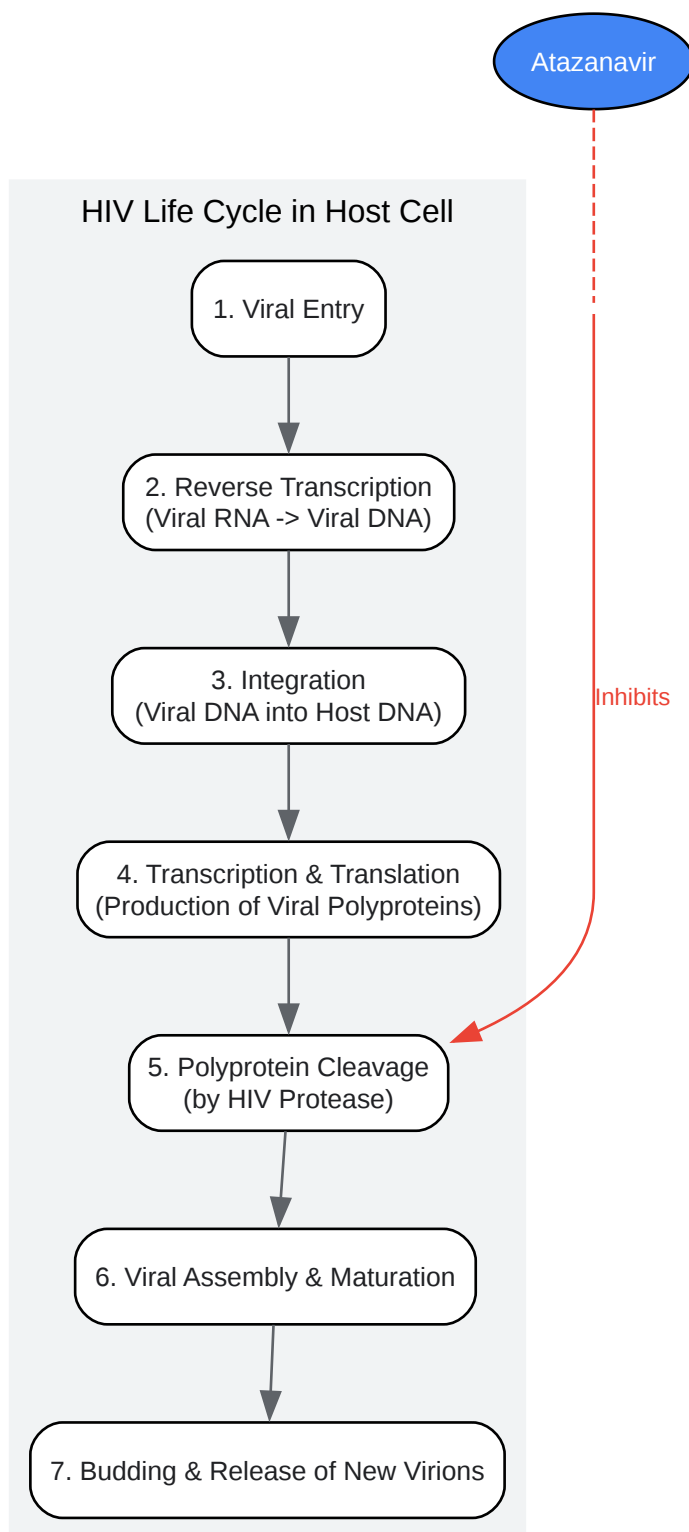 Atazanavir
HIV Life Cycle in Host Cell
1. Viral Entry
2. Reverse Transcription
(Viral RNA -> Viral DNA)
3. Integration
(Viral DNA into Host DNA)
Inhibits
4. Transcription & Translation
(Production of Viral Polyproteins)
5. Polyprotein Cleavage
(by HIV Protease)
6. Viral Assembly & Maturation
7. Budding & Release of New Virions